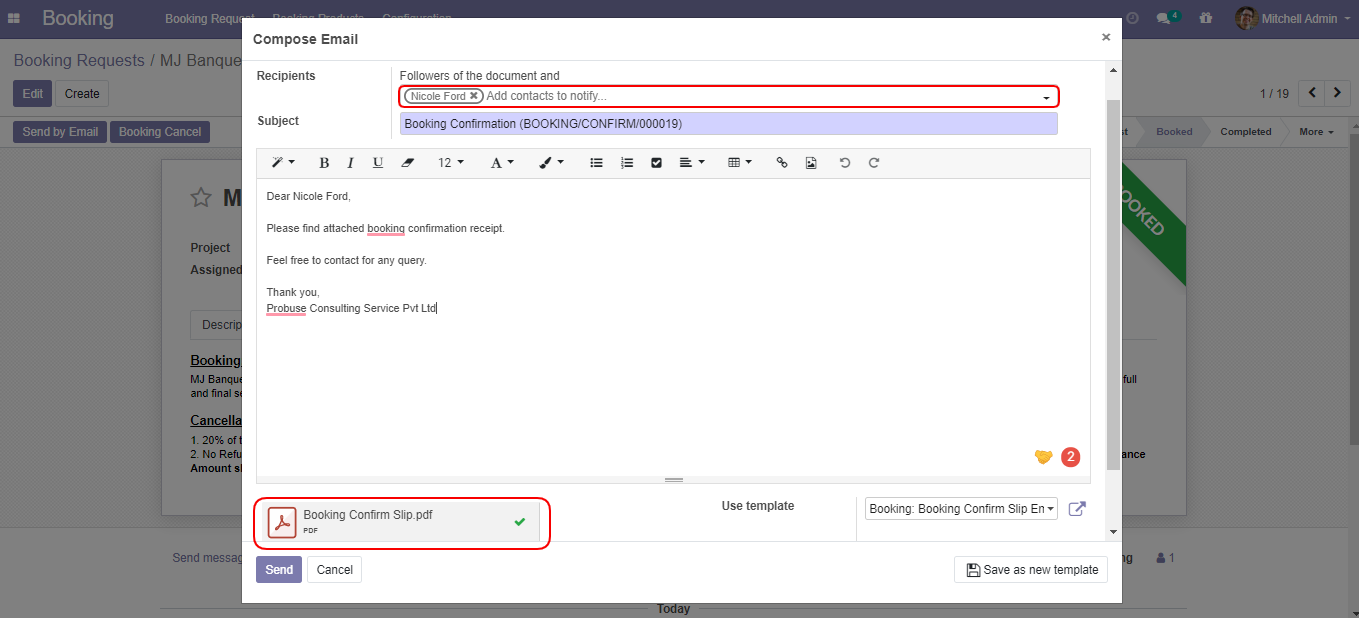 Booking
Booking Request Booking Products Configuration
4
Mitchell Admin
Booking Requests / MJ Banque
Edit Create
1 / 19
Send by Email Booking Cancel
st Booked Completed More
Compose Email
×
Recipients
Followers of the document and
Nicole Ford ✖ Add contacts to notify...
Subject
Booking Confirmation (BOOKING/CONFIRM/000019)
B I U 12 A
Dear Nicole Ford,
Please find attached booking confirmation receipt.
Feel free to contact for any query.
Thank you,
Probuse Consulting Service Pvt Ltd
2
M
BOOKED
Project
Assigned
Descrip
Booking
MJ Banque
full
and final se
Cancella
1. 20% of t
2. No Refu
ance
Amount sl
Booking Confirm Slip.pdf
PDF
Use template
Booking: Booking Confirm Slip En
Send Cancel
Save as new template
Send messag
ng 1
Today